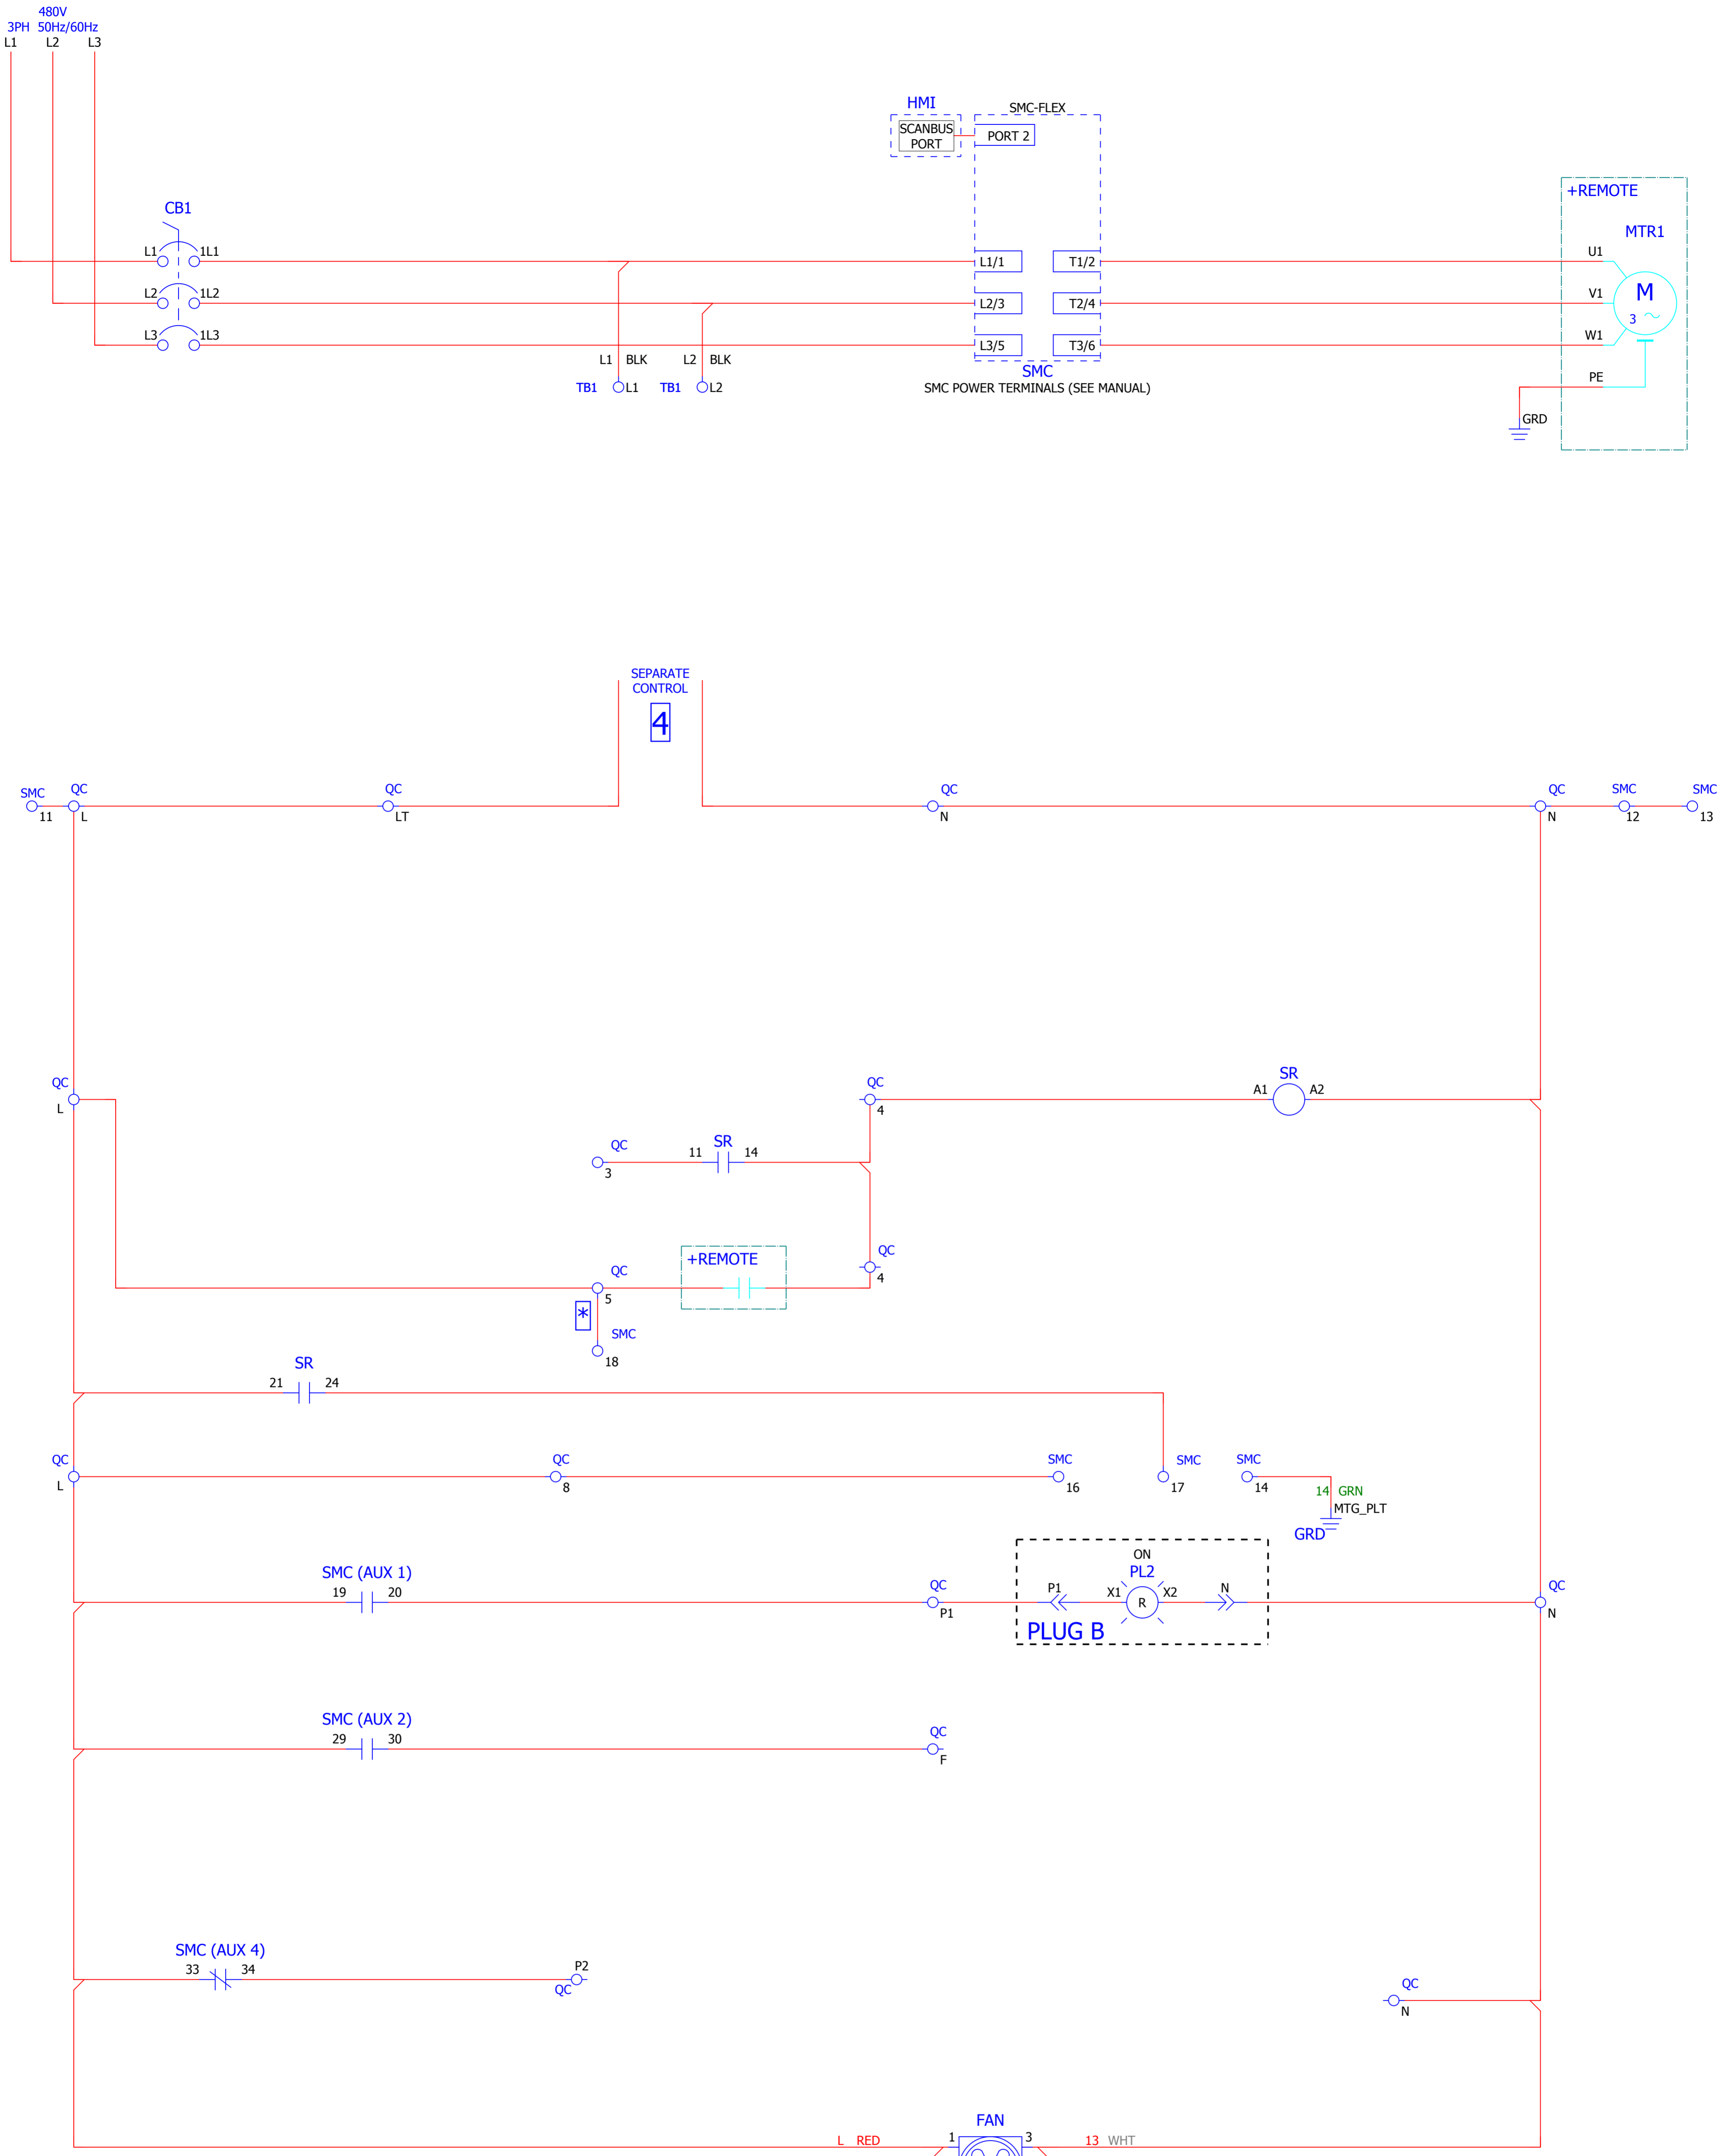 480V
3PH 50Hz/60Hz
L1 L2 L3
HMI
SMC-FLEX
SCANBUS
PORT
PORT 2
+REMOTE
CB1
MTR1
L1 1L1
L1/1 T1/2
U1
L2 1L2
L2/3 T2/4
V1
M
3
L3 1L3
L3/5 T3/6
W1
L1 BLK L2 BLK
SMC
PE
TB1 L1 TB1 L2
SMC POWER TERMINALS (SEE MANUAL)
GRD
SEPARATE
CONTROL
4
SMC QC QC QC QC SMC SMC
11 L LT N N 12 13
QC QC SR
A1 A2
L 4
QC SR
11 14
3
+REMOTE
QC
4
QC
5
*
SMC
18
SR
21 24
QC QC SMC SMC SMC
L 8 16 17 14
14 GRN
MTG_PLT
GRD
ON
SMC (AUX 1)
PL2
19 20
QC
P1 X1 R X2 N
QC
P1
N
PLUG B
SMC (AUX 2)
29 30
QC
F
SMC (AUX 4)
33 34
P2
QC
QC
N
FAN
L RED 1 3 13 WHT